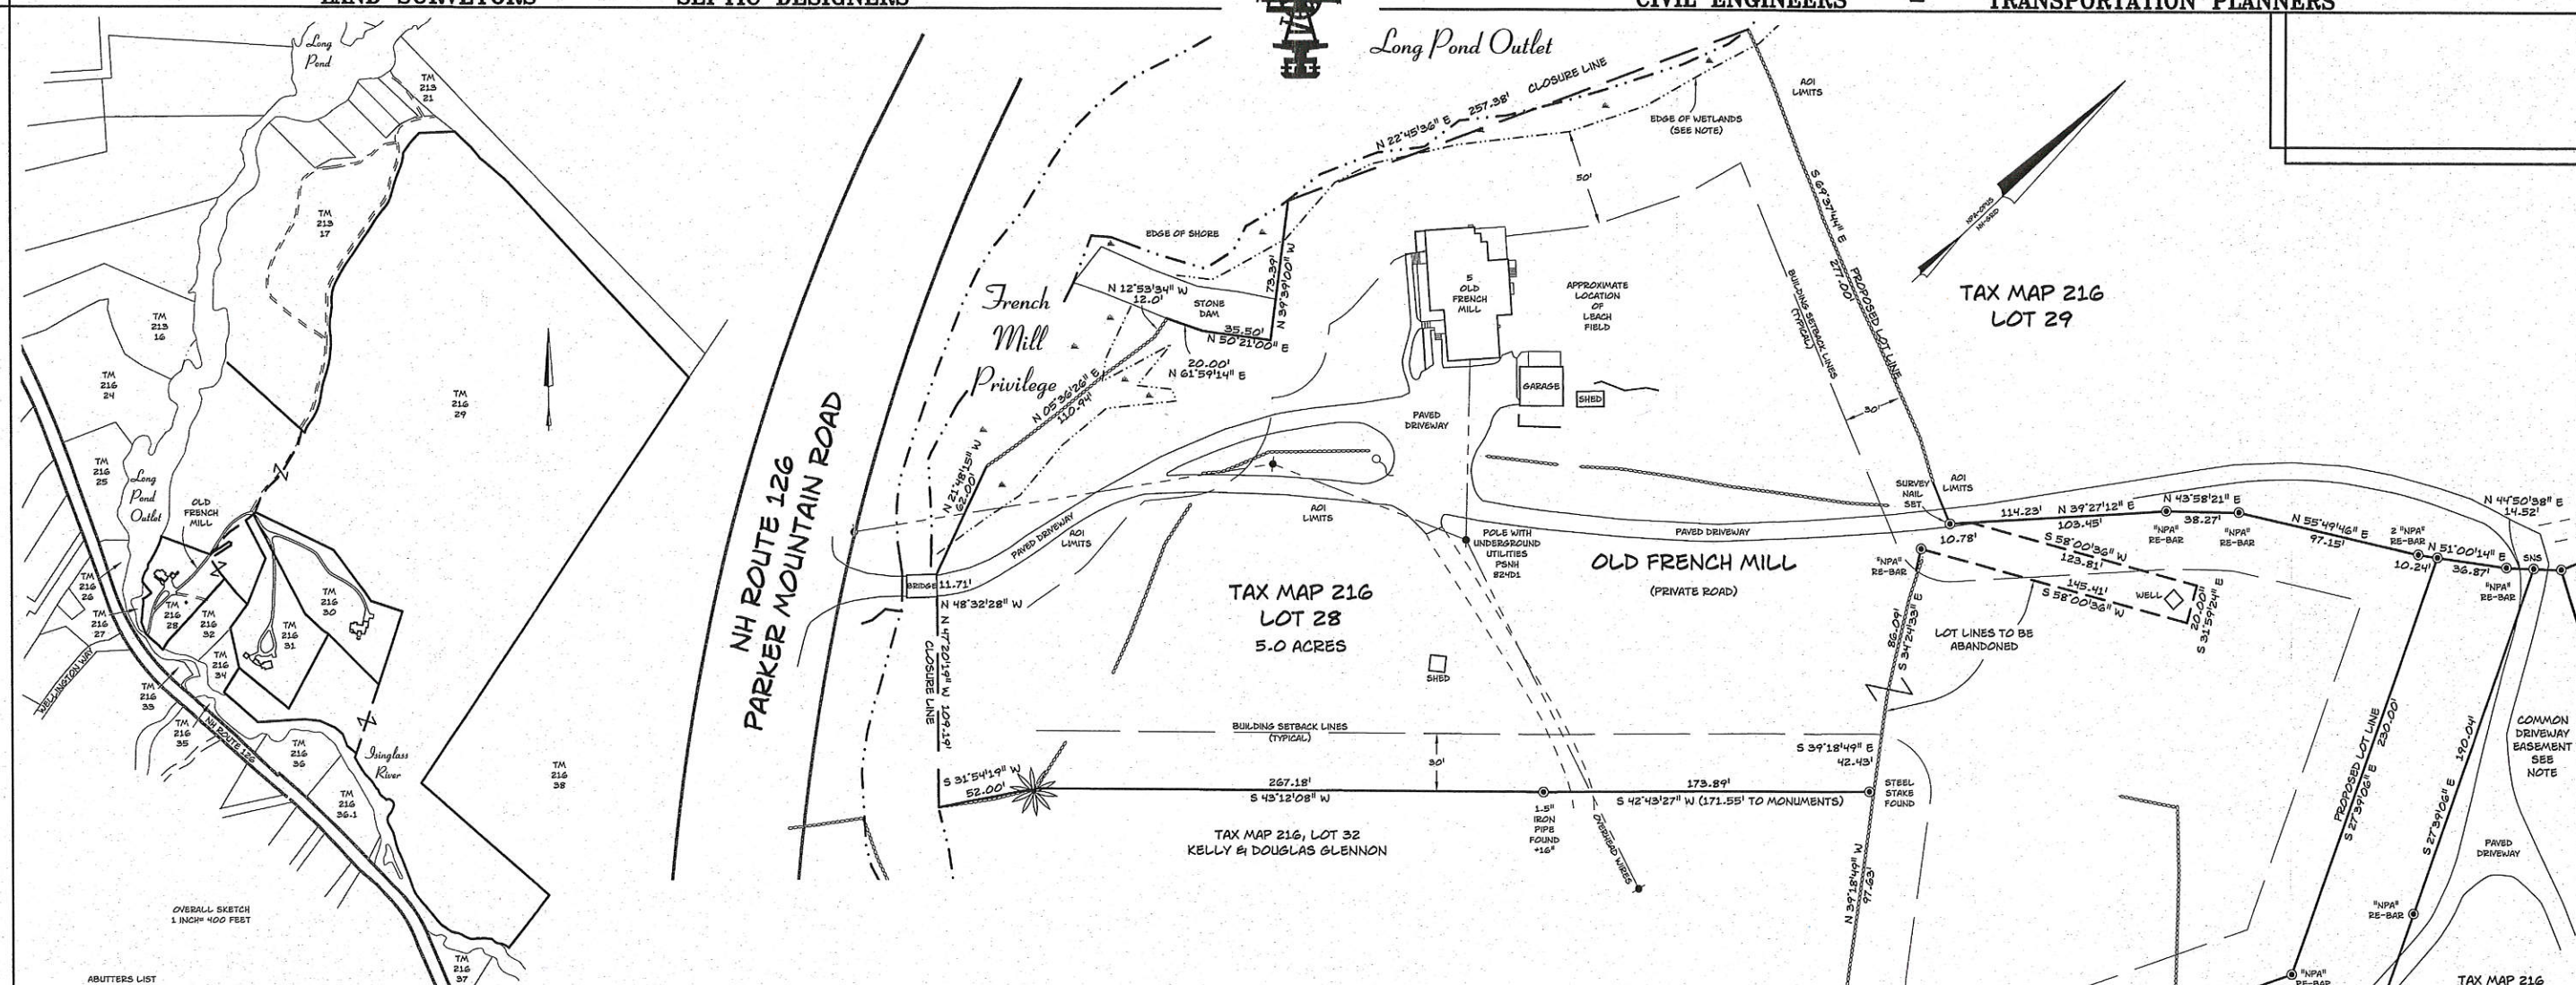 LAND SURVEYORS
SEPTIC DESIGNERS
CIVIL ENGINEERS - TRANSPORTATION PLANNERS
Long
Pond
TM
213
21
TM
213
17
TM
213
16
TM
216
24
TM
216
29
TM
216
25
Long
Pond
Outlet
OLD
FRENCH
MILL
TM
216
26
TM
216
27
TM
216
28
TM
216
32
TM
216
30
TM
216
31
TM
216
34
WELLINGTON WAY
TM
216
33
TM
216
35
NH ROUTE 126
TM
216
36
Isinglass
River
TM
216
36.1
TM
216
38
TM
216
37
OVERALL SKETCH
1 INCH= 400 FEET
ABUTTERS LIST
Long Pond Outlet
N 22°45'36" E 257.38' CLOSURE LINE
EDGE OF WETLANDS
(SEE NOTE)
AOI
LIMITS
50'
S 69°37'44" E
277.00'
PROPOSED LOT LINE
BUILDING SETBACK LINES
(TYPICAL)
30'
NH-GRID
TAX MAP 216
LOT 29
EDGE OF SHORE
N 12°53'34" W
12.0'
STONE
DAM
73.39'
N 39°39'00" W
35.50'
N 50°21'00" E
20.00'
N 61°59'14" E
French
Mill
Privilege
N 05°36'26" E
110.94'
N 21°48'15" W
62.00'
5
OLD
FRENCH
MILL
APPROXIMATE
LOCATION
OF
LEACH
FIELD
GARAGE
SHED
PAVED
DRIVEWAY
NH ROUTE 126
PARKER MOUNTAIN ROAD
PAVED DRIVEWAY
AOI
LIMITS
AOI
LIMITS
BRIDGE
11.71'
N 48°32'28" W
N 47°20'19" W 109.19'
CLOSURE LINE
POLE WITH
UNDERGROUND
UTILITIES
PSNH
824D1
PAVED DRIVEWAY
OLD FRENCH MILL
(PRIVATE ROAD)
TAX MAP 216
LOT 28
5.0 ACRES
SHED
BUILDING SETBACK LINES
(TYPICAL)
30'
S 31°54'19" W
52.00'
267.18'
S 43°12'08" W
173.89'
S 42°43'27" W (171.55' TO MONUMENTS)
1.5"
IRON
PIPE
FOUND
+16"
OVERHEAD WIRES
TAX MAP 216, LOT 32
KELLY & DOUGLAS GLENNON
SURVEY
NAIL
SET
AOI
LIMITS
114.23' N 39°27'12" E
103.45'
10.78'
"NPA"
RE-BAR
N 43°58'21" E
38.27'
"NPA"
RE-BAR
"NPA"
RE-BAR
N 55°49'46" E
97.15'
2 "NPA"
RE-BAR
N 51°00'14" E
10.24'
36.87'
"NPA"
RE-BAR
SNS
N 44°50'38" E
14.52'
S 58°00'36" W
123.81'
145.41'
S 58°00'36" W
WELL
20.00'
S 31°59'24" E
LOT LINES TO BE
ABANDONED
86.09'
S 34°24'33" E
S 39°18'49" E
42.43'
STEEL
STAKE
FOUND
N 39°18'49" W
97.63'
PROPOSED LOT LINE
S 27°39'06" E 230.00'
S 27°39'06" E 190.04'
COMMON
DRIVEWAY
EASEMENT
SEE
NOTE
PAVED
DRIVEWAY
"NPA"
RE-BAR
"NPA"
RE-BAR
TAX MAP 216